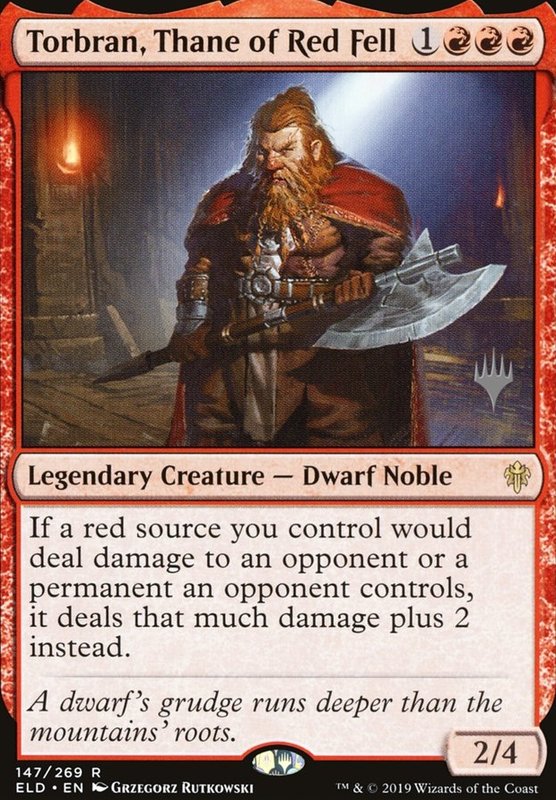 Torbran, Thane of Red Fell 1
Legendary Creature — Dwarf Noble
If a red source you control would
deal damage to an opponent or a
permanent an opponent controls,
it deals that much damage plus 2
instead.
A dwarf's grudge runs deeper than the
mountains' roots.
2/4
147/269 R
ELD • EN Grzegorz Rutkowski
™ & © 2019 Wizards of the Coast